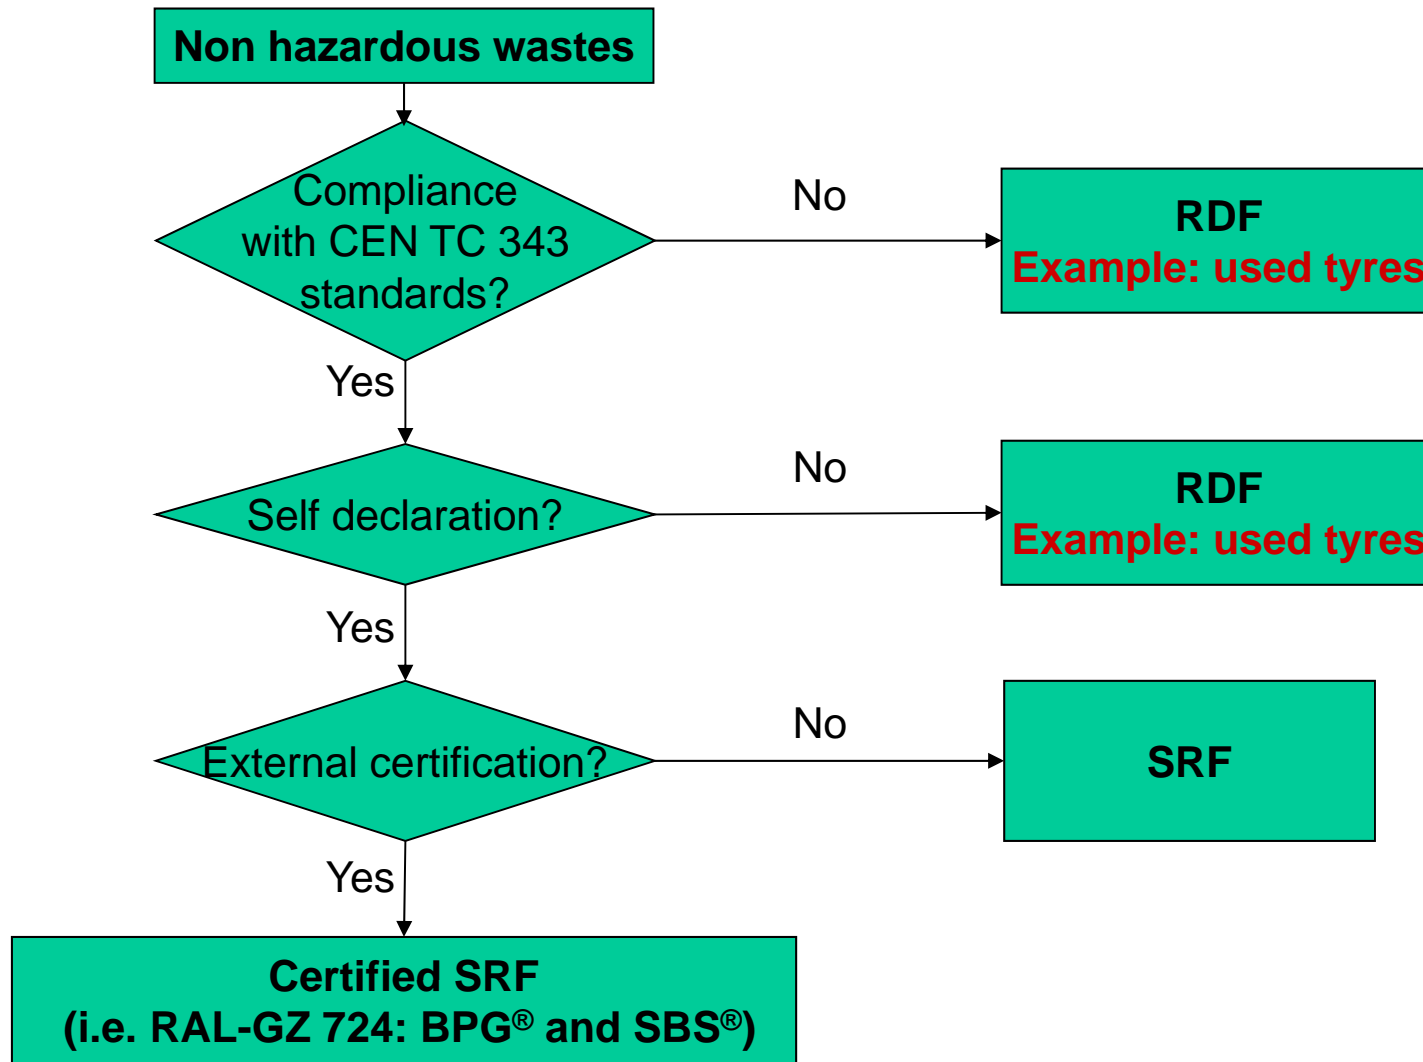 Non hazardous wastes
Compliance
with CEN TC 343
standards?
No
RDF
Example: used tyres
Yes
Self declaration?
No
RDF
Example: used tyres
Yes
External certification?
No
SRF
Yes
Certified SRF
(i.e. RAL-GZ 724: BPG® and SBS®)